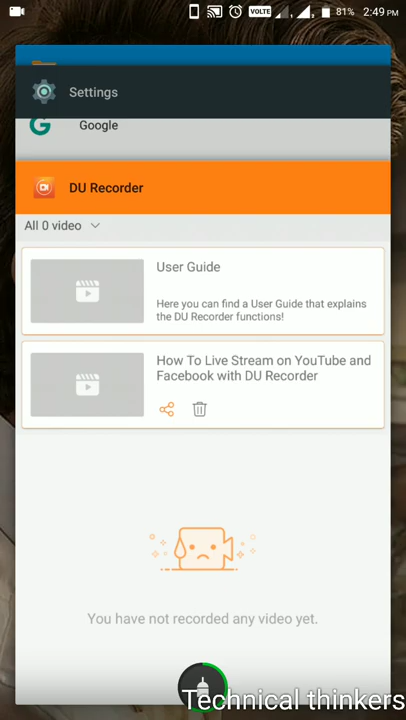 VOLTE 81% 2:49 PM
Settings
Google
DU Recorder
All 0 video
User Guide
Here you can find a User Guide that explains
the DU Recorder functions!
How To Live Stream on YouTube and
Facebook with DU Recorder
You have not recorded any video yet.
Technical thinkers